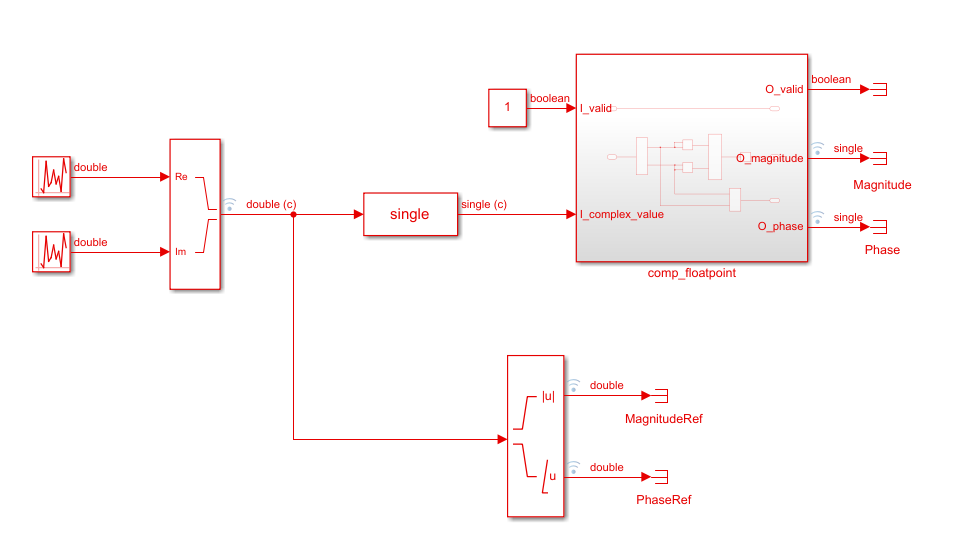 double
double
Re
Im
double (c)
single
single (c)
1
boolean
I_valid
I_complex_value
O_valid
O_magnitude
O_phase
comp_floatpoint
boolean
single
Magnitude
single
Phase
|u|
u
double
MagnitudeRef
double
PhaseRef